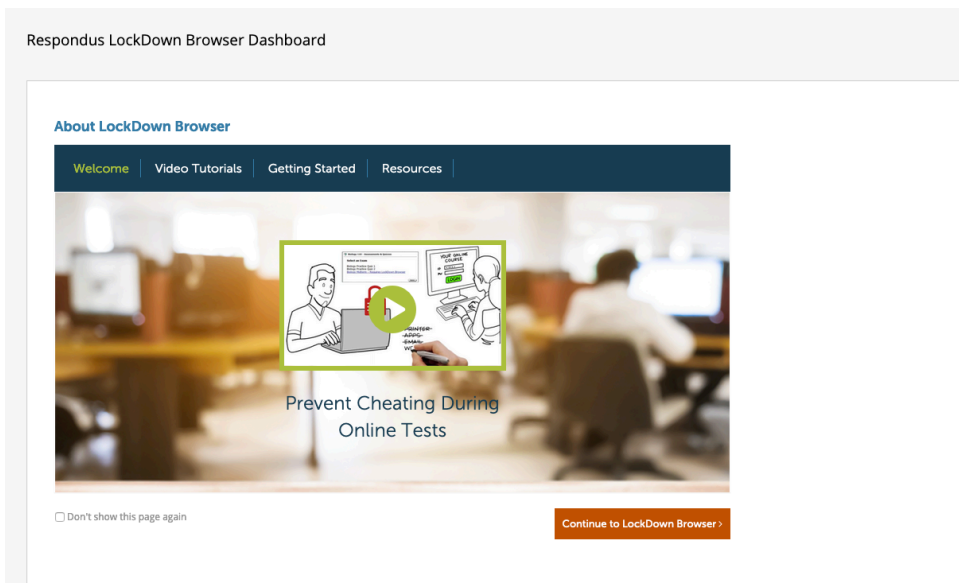 Respondus LockDown Browser Dashboard
About LockDown Browser
Welcome
Video Tutorials
Getting Started
Resources
YOUR ONLINE
COURSE
LOGIN
PRINTER
APPS
EMAIL
Prevent Cheating During
Online Tests
Don't show this page again
Continue to LockDown Browser ›